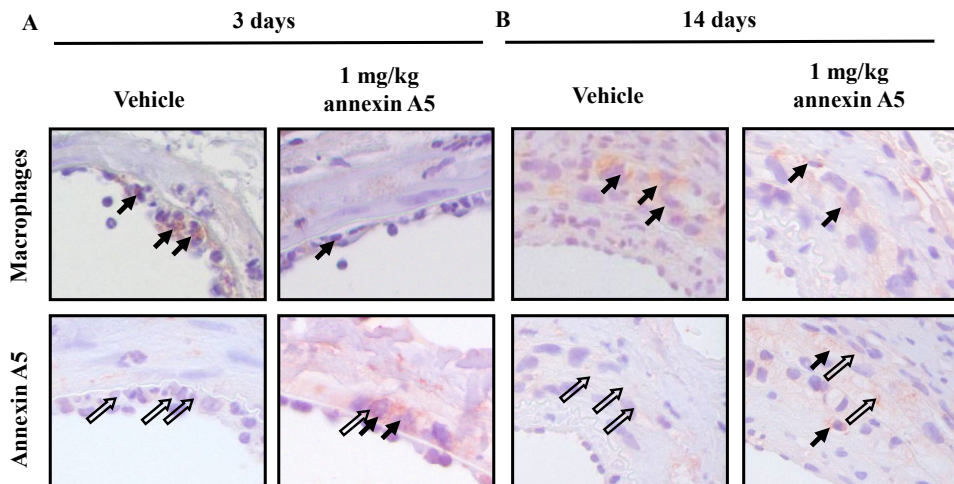 A
3 days
B
14 days
Vehicle
1 mg/kg
annexin A5
Vehicle
1 mg/kg
annexin A5
Macrophages
Annexin A5